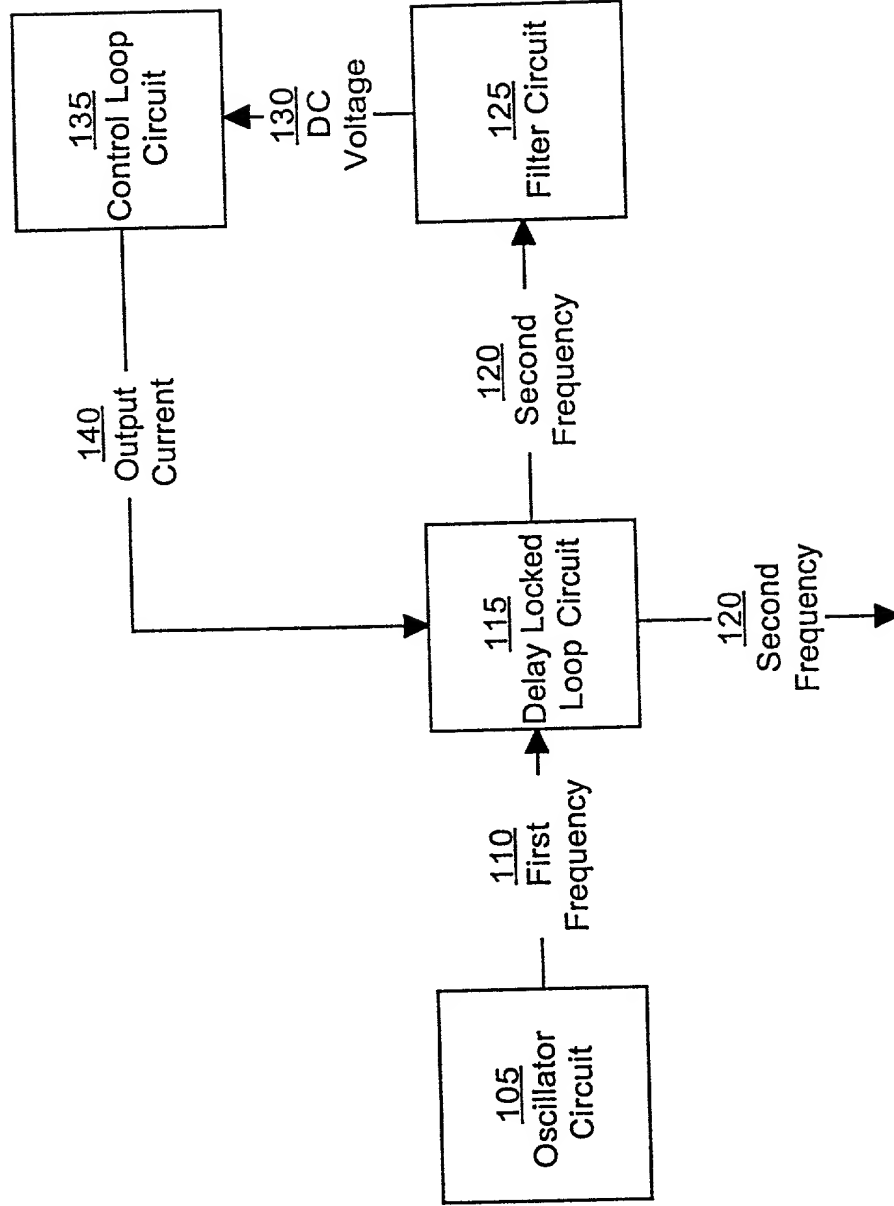 135
Control Loop
Circuit
130
DC
Voltage
125
Filter Circuit
140
Output
Current
120
Second
Frequency
115
Delay Locked
Loop Circuit
120
Second
Frequency
110
First
Frequency
105
Oscillator
Circuit